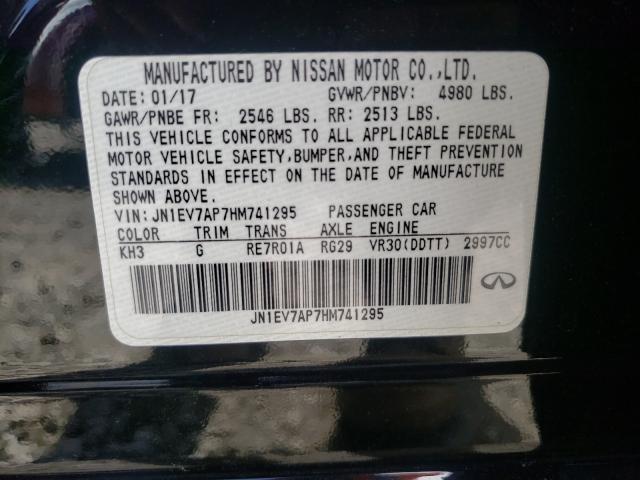 MANUFACTURED BY NISSAN MOTOR CO.,LTD.
DATE: 01/17 GVWR/PNBV: 4980 LBS.
GAWR/PNBE FR: 2546 LBS. RR: 2513 LBS.
THIS VEHICLE CONFORMS TO ALL APPLICABLE FEDERAL
MOTOR VEHICLE SAFETY,BUMPER,AND THEFT PREVENTION
STANDARDS IN EFFECT ON THE DATE OF MANUFACTURE
SHOWN ABOVE.
VIN: JN1EV7AP7HM741295 PASSENGER CAR
COLOR TRIM TRANS AXLE ENGINE
KH3 G RE7R01A RG29 VR30(DDTT) 2997CC
JN1EV7AP7HM741295